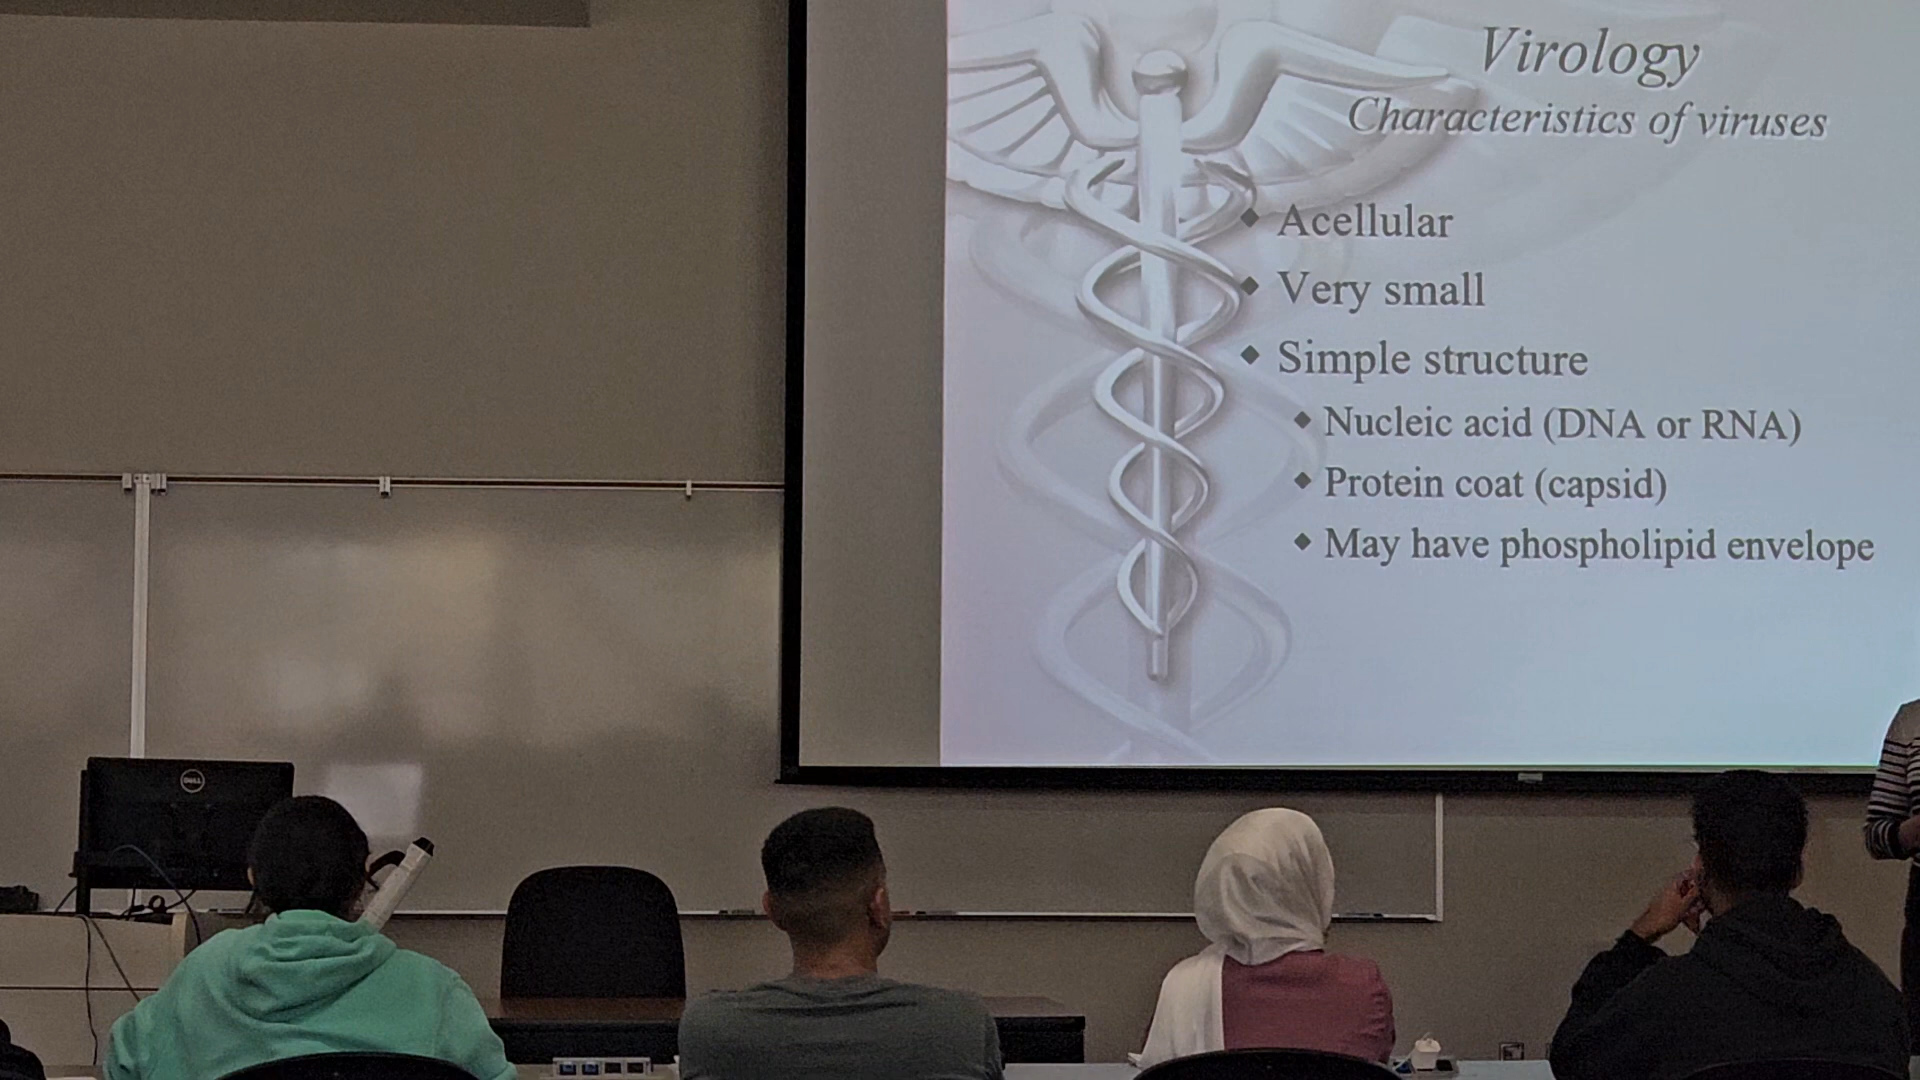 Virology
Characteristics of viruses
Acellular
Very small
Simple structure
Nucleic acid (DNA or RNA)
Protein coat (capsid)
May have phospholipid envelope
DELL